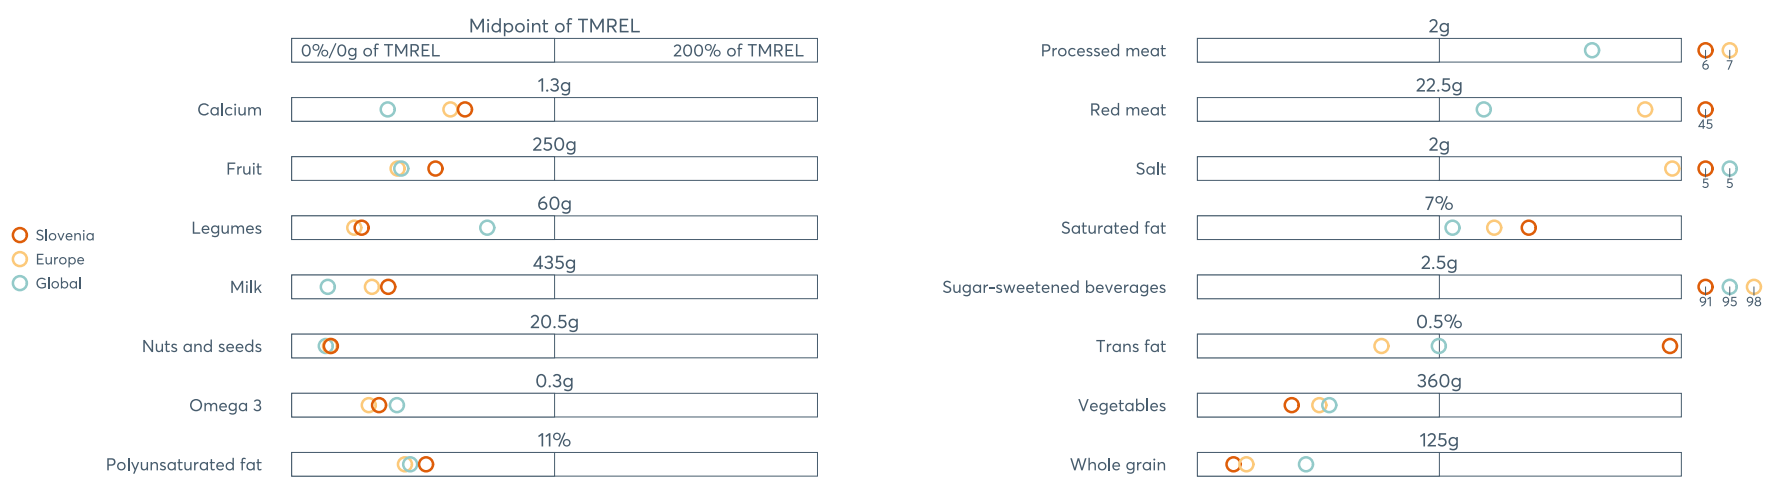 Midpoint of TMREL
0%/0g of TMREL 200% of TMREL
1.3g
Calcium
250g
Fruit
60g
Legumes
435g
Milk
20.5g
Nuts and seeds
0.3g
Omega 3
11%
Polyunsaturated fat
Slovenia
Europe
Global
2g
Processed meat
6 7
22.5g
Red meat
45
2g
Salt
5 5
7%
Saturated fat
2.5g
Sugar-sweetened beverages
91 95 98
0.5%
Trans fat
360g
Vegetables
125g
Whole grain